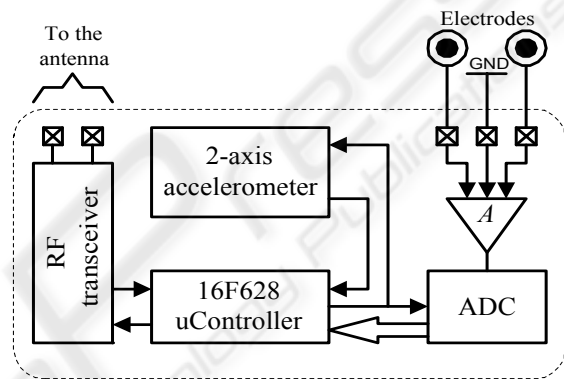 To the
antenna
Electrodes
GND
2-axis
accelerometer
A
RF
transceiver
16F628
uController
ADC